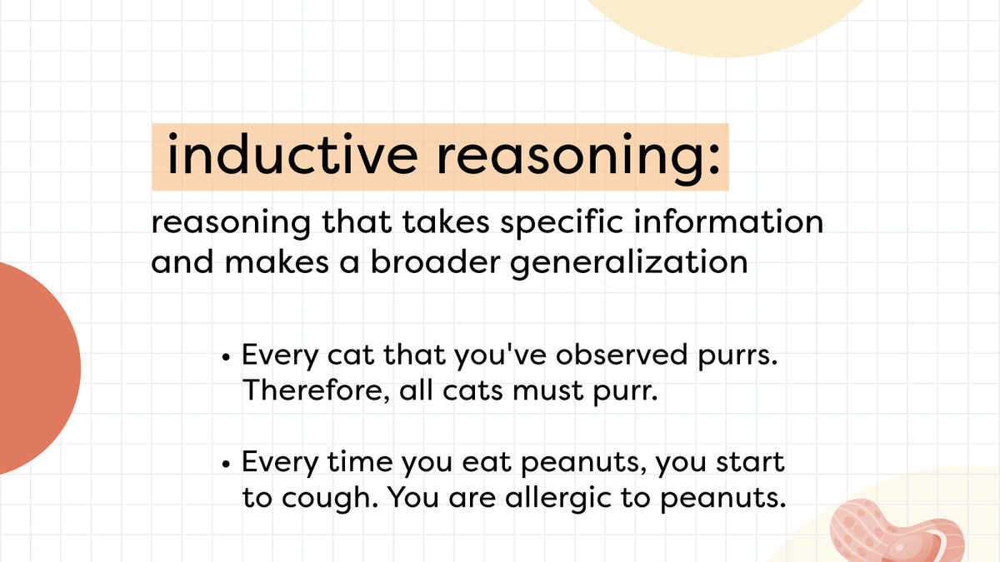 inductive reasoning:
reasoning that takes specific information
and makes a broader generalization
• Every cat that you've observed purrs.
Therefore, all cats must purr.
• Every time you eat peanuts, you start
to cough. You are allergic to peanuts.